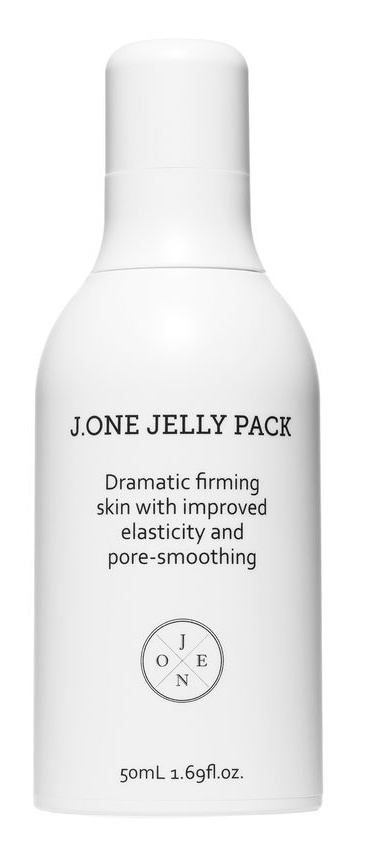 J.ONE JELLY PACK
Dramatic firming
skin with improved
elasticity and
pore-smoothing
J
O E
N
50mL 1.69fl.oz.